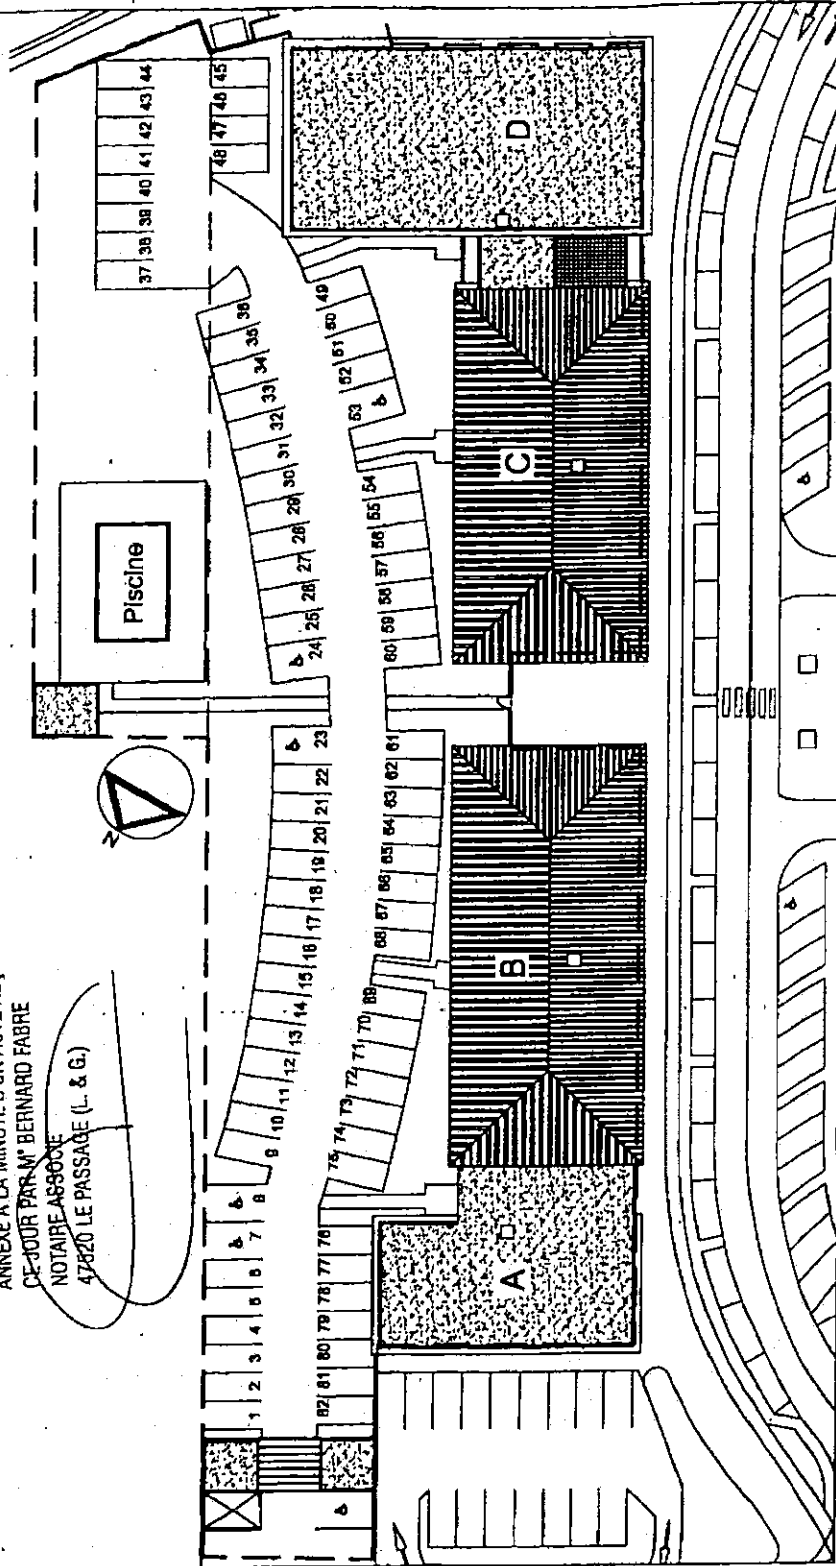 ANNEXÉ A LA MINUTE D'UN ACTE
CE JOUR PAR Mᵉ BERNARD FABRE
NOTAIRE ASSOCIÉ
47520 LE PASSAGE (L. & G.)
N
Piscine
1 2 3 4 5 6 7 8
9 10 11 12 13 14 15 16 17 18 19 20 21 22 23
24 25 26 27 28 29 30 31 32 33 34 35 36
37 38 39 40 41 42 43 44
48 47 46 45
82 81 80 79 78 77 76
75 74 73 72 71 70 69
68 67 66 65 64 63 62 61
60 59 58 57 56 55 54
53 52 51 50 49
A
B
C
D